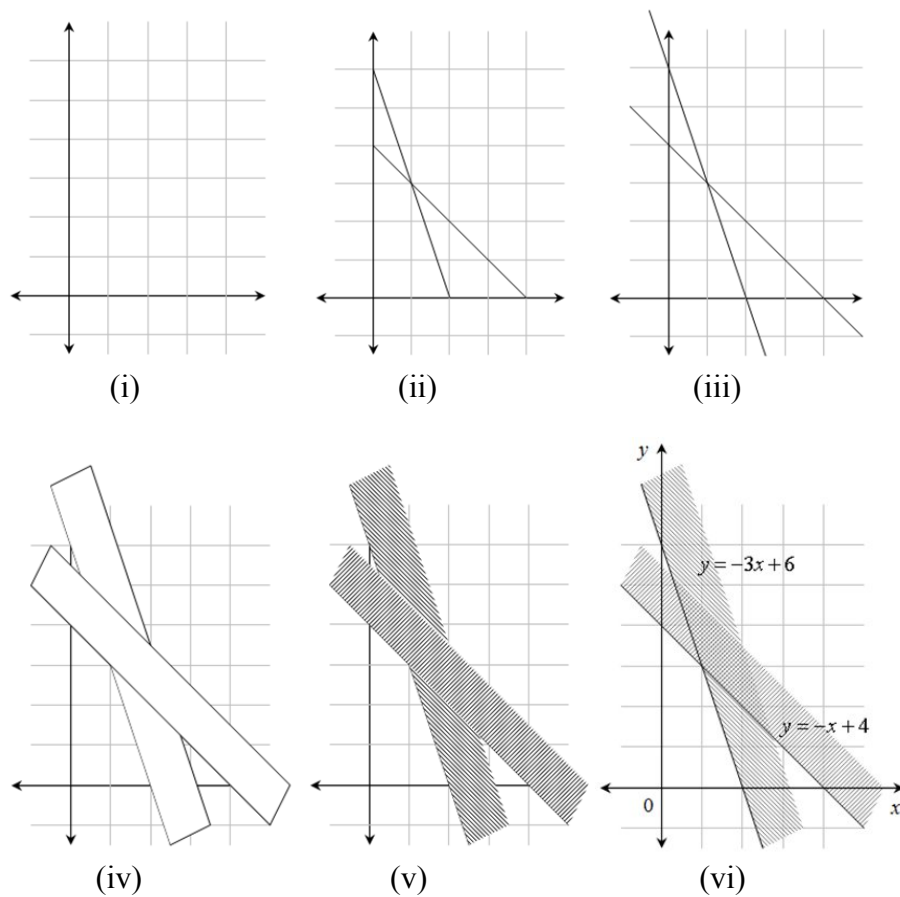 (i) (ii) (iii)
y
y = −3x + 6
y = −x + 4
0
x
(iv) (v) (vi)